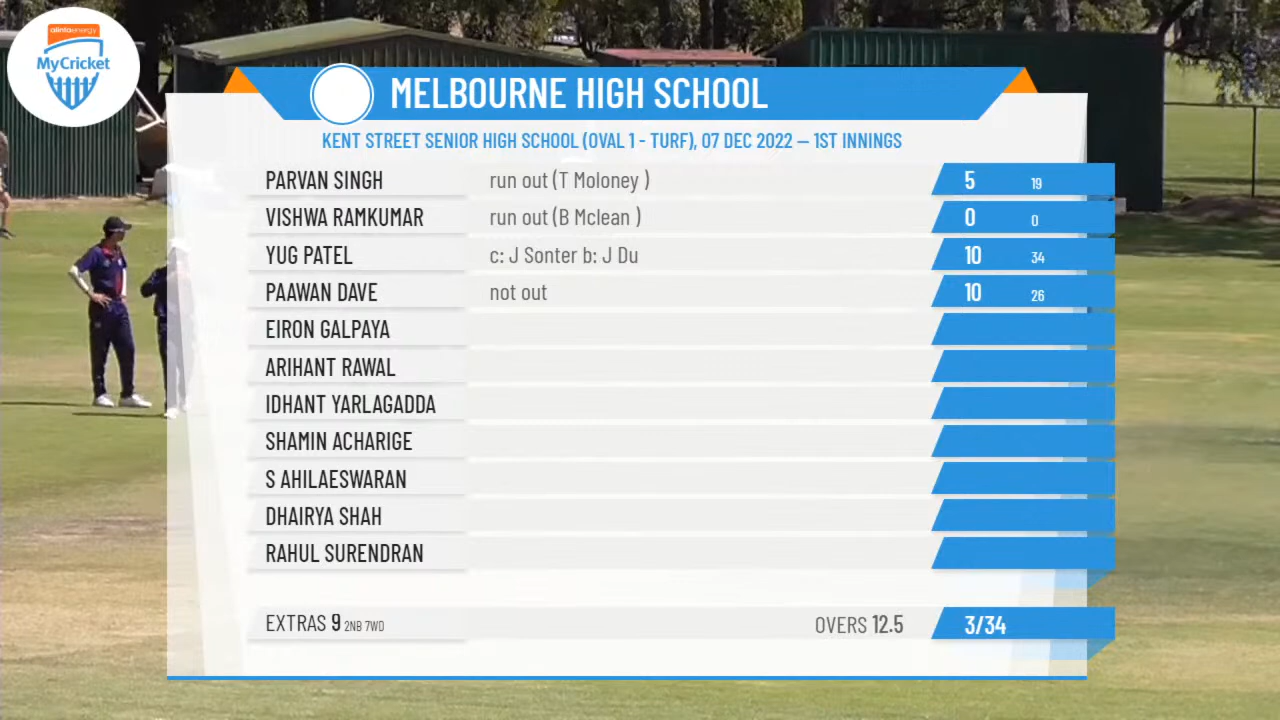 alintaenergy
MyCricket
MELBOURNE HIGH SCHOOL
KENT STREET SENIOR HIGH SCHOOL (OVAL 1 - TURF), 07 DEC 2022 – 1ST INNINGS
PARVAN SINGH run out (T Moloney ) 5 19
VISHWA RAMKUMAR run out (B Mclean ) 0 0
YUG PATEL c: J Sonter b: J Du 10 34
PAAWAN DAVE not out 10 26
EIRON GALPAYA
ARIHANT RAWAL
IDHANT YARLAGADDA
SHAMIN ACHARIGE
S AHILAESWARAN
DHAIRYA SHAH
RAHUL SURENDRAN
EXTRAS 9 2NB 7WD OVERS 12.5 3/34